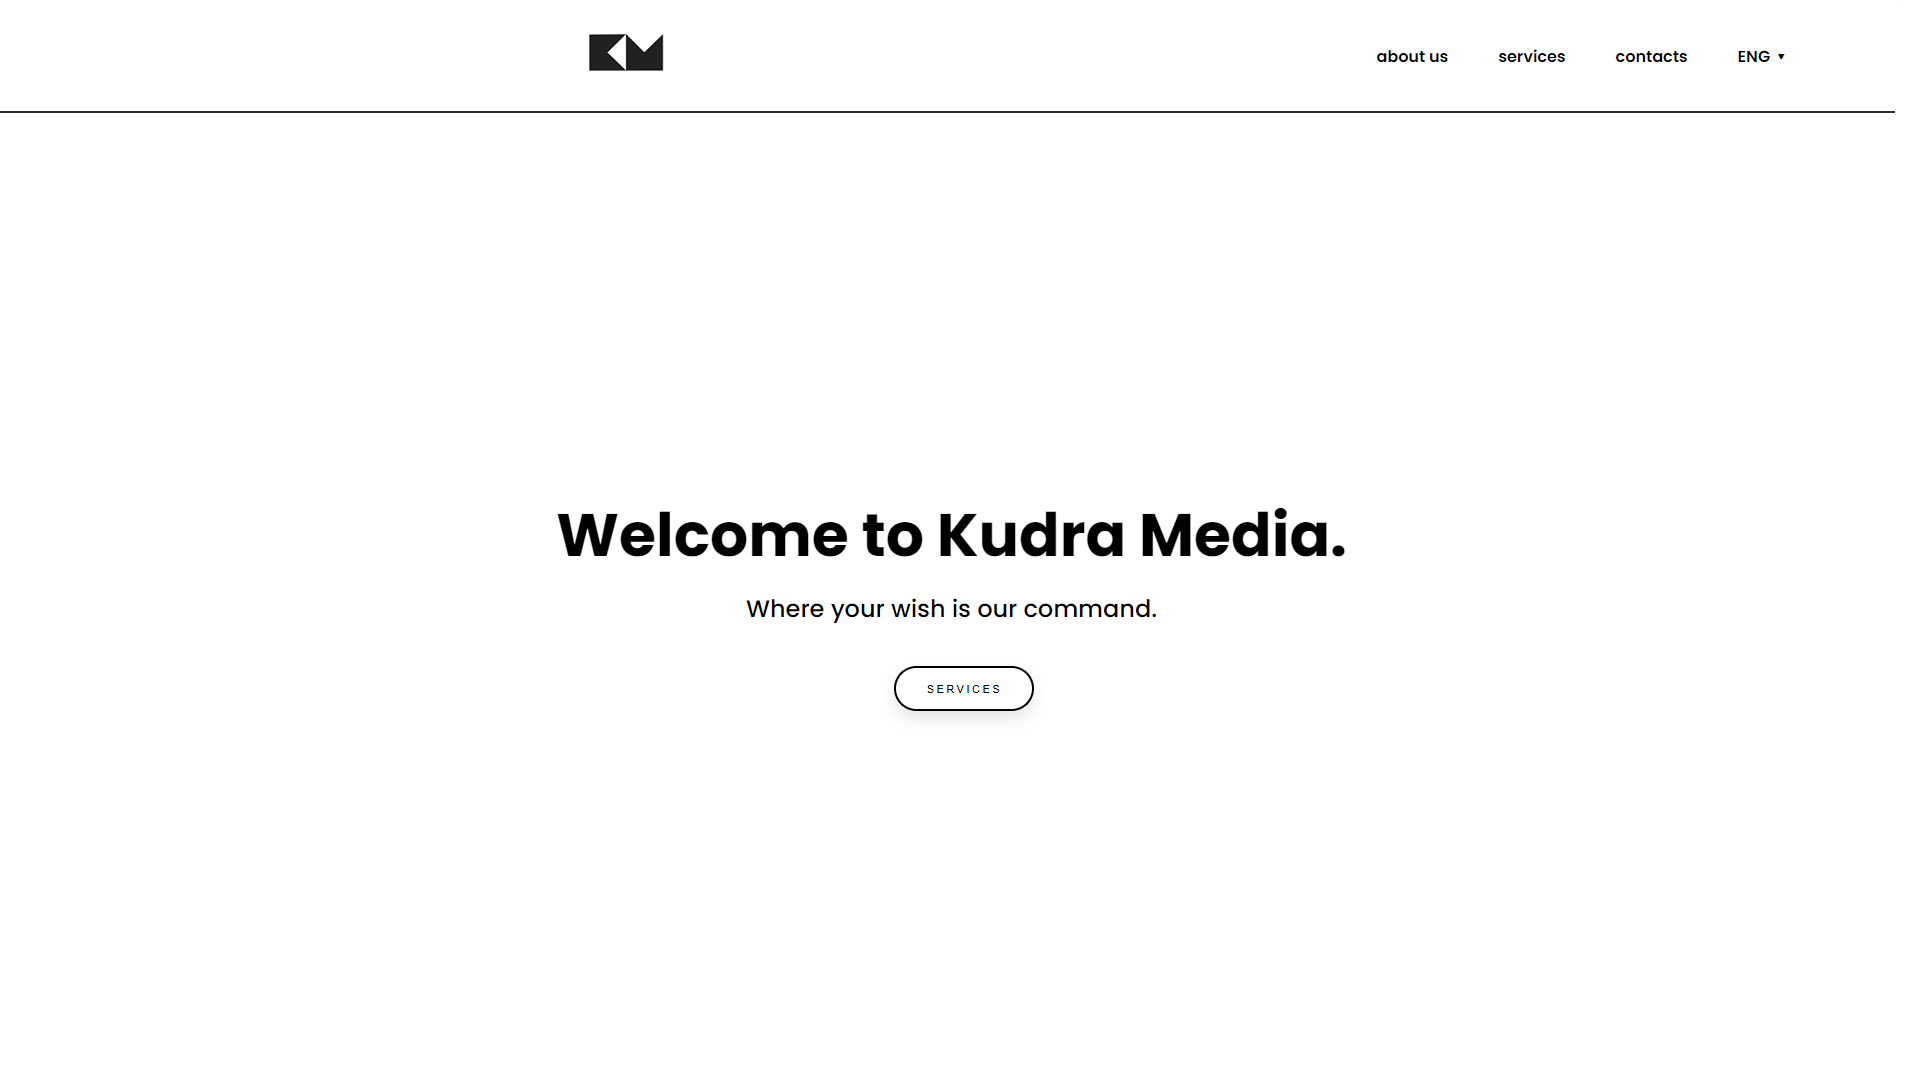 KM
about us
services
contacts
ENG ▼
Welcome to Kudra Media.
Where your wish is our command.
SERVICES